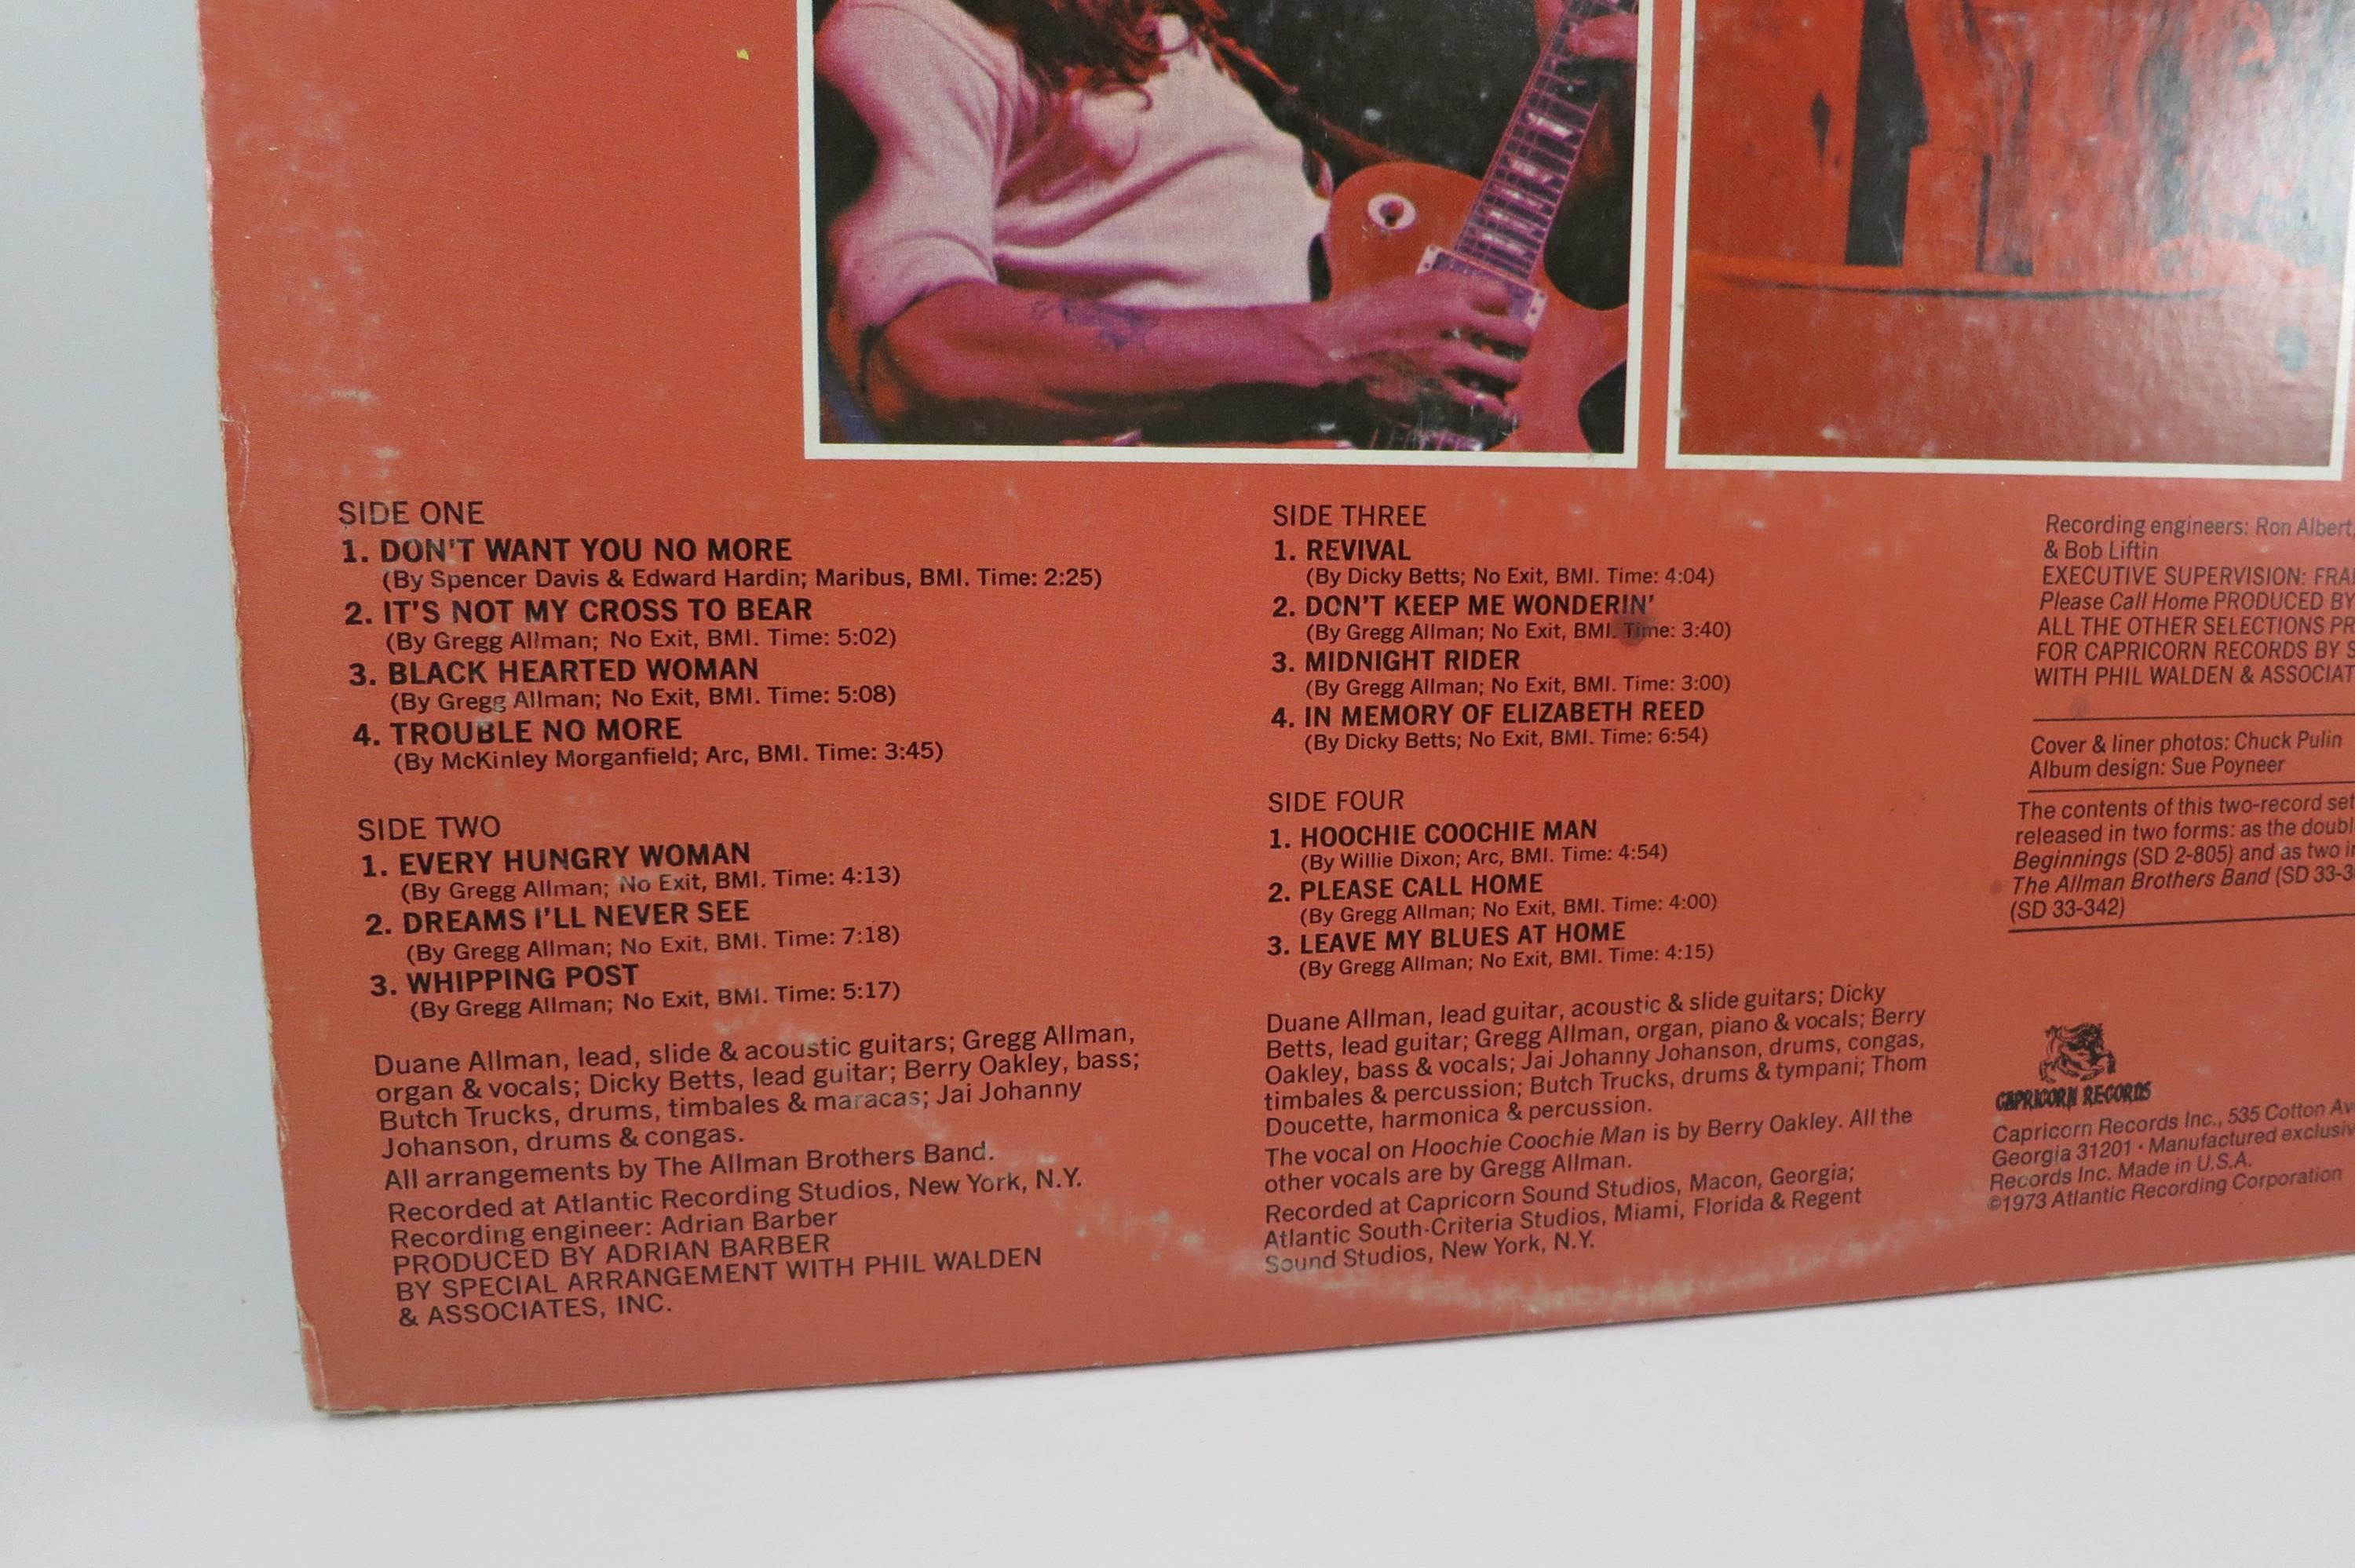 SIDE ONE
1. DON'T WANT YOU NO MORE
(By Spencer Davis & Edward Hardin; Maribus, BMI. Time: 2:25)
2. IT'S NOT MY CROSS TO BEAR
(By Gregg Allman; No Exit, BMI. Time: 5:02)
3. BLACK HEARTED WOMAN
(By Gregg Allman; No Exit, BMI. Time: 5:08)
4. TROUBLE NO MORE
(By McKinley Morganfield; Arc, BMI. Time: 3:45)
SIDE TWO
1. EVERY HUNGRY WOMAN
(By Gregg Allman; No Exit, BMI. Time: 4:13)
2. DREAMS I'LL NEVER SEE
(By Gregg Allman; No Exit, BMI. Time: 7:18)
3. WHIPPING POST
(By Gregg Allman; No Exit, BMI. Time: 5:17)
Duane Allman, lead, slide & acoustic guitars; Gregg Allman,
organ & vocals; Dicky Betts, lead guitar; Berry Oakley, bass;
Butch Trucks, drums, timbales & maracas; Jai Johanny
Johanson, drums & congas.
All arrangements by The Allman Brothers Band.
Recorded at Atlantic Recording Studios, New York, N.Y.
Recording engineer: Adrian Barber
PRODUCED BY ADRIAN BARBER
BY SPECIAL ARRANGEMENT WITH PHIL WALDEN
& ASSOCIATES, INC.
SIDE THREE
1. REVIVAL
(By Dicky Betts; No Exit, BMI. Time: 4:04)
2. DON'T KEEP ME WONDERIN'
(By Gregg Allman; No Exit, BMI. Time: 3:40)
3. MIDNIGHT RIDER
(By Gregg Allman; No Exit, BMI. Time: 3:00)
4. IN MEMORY OF ELIZABETH REED
(By Dicky Betts; No Exit, BMI. Time: 6:54)
SIDE FOUR
1. HOOCHIE COOCHIE MAN
(By Willie Dixon; Arc, BMI. Time: 4:54)
2. PLEASE CALL HOME
(By Gregg Allman; No Exit, BMI. Time: 4:00)
3. LEAVE MY BLUES AT HOME
(By Gregg Allman; No Exit, BMI. Time: 4:15)
Duane Allman, lead guitar, acoustic & slide guitars; Dicky
Betts, lead guitar; Gregg Allman, organ, piano & vocals; Berry
Oakley, bass & vocals; Jai Johanny Johanson, drums, congas,
timbales & percussion; Butch Trucks, drums & tympani; Thom
Doucette, harmonica & percussion.
The vocal on Hoochie Coochie Man is by Berry Oakley. All the
other vocals are by Gregg Allman.
Recorded at Capricorn Sound Studios, Macon, Georgia;
Atlantic South-Criteria Studios, Miami, Florida & Regent
Sound Studios, New York, N.Y.
Recording engineers: Ron Albert,
& Bob Liftin
EXECUTIVE SUPERVISION:
Please Call Home PRODUCED BY
ALL THE OTHER SELECTIONS
FOR CAPRICORN RECORDS BY
WITH PHIL WALDEN &
Cover & liner photos: Chuck Pulin
Album design: Sue Poyneer
The contents of this two-record set
released in two forms: as the
Beginnings (SD 2-805) and as two
The Allman Brothers Band (SD
(SD 33-342)
CAPRICORN RECORDS
Capricorn Records Inc., 535 Cotton
Georgia 31201 · Manufactured
Records Inc. Made in U.S.A.
©1973 Atlantic Recording Corporation